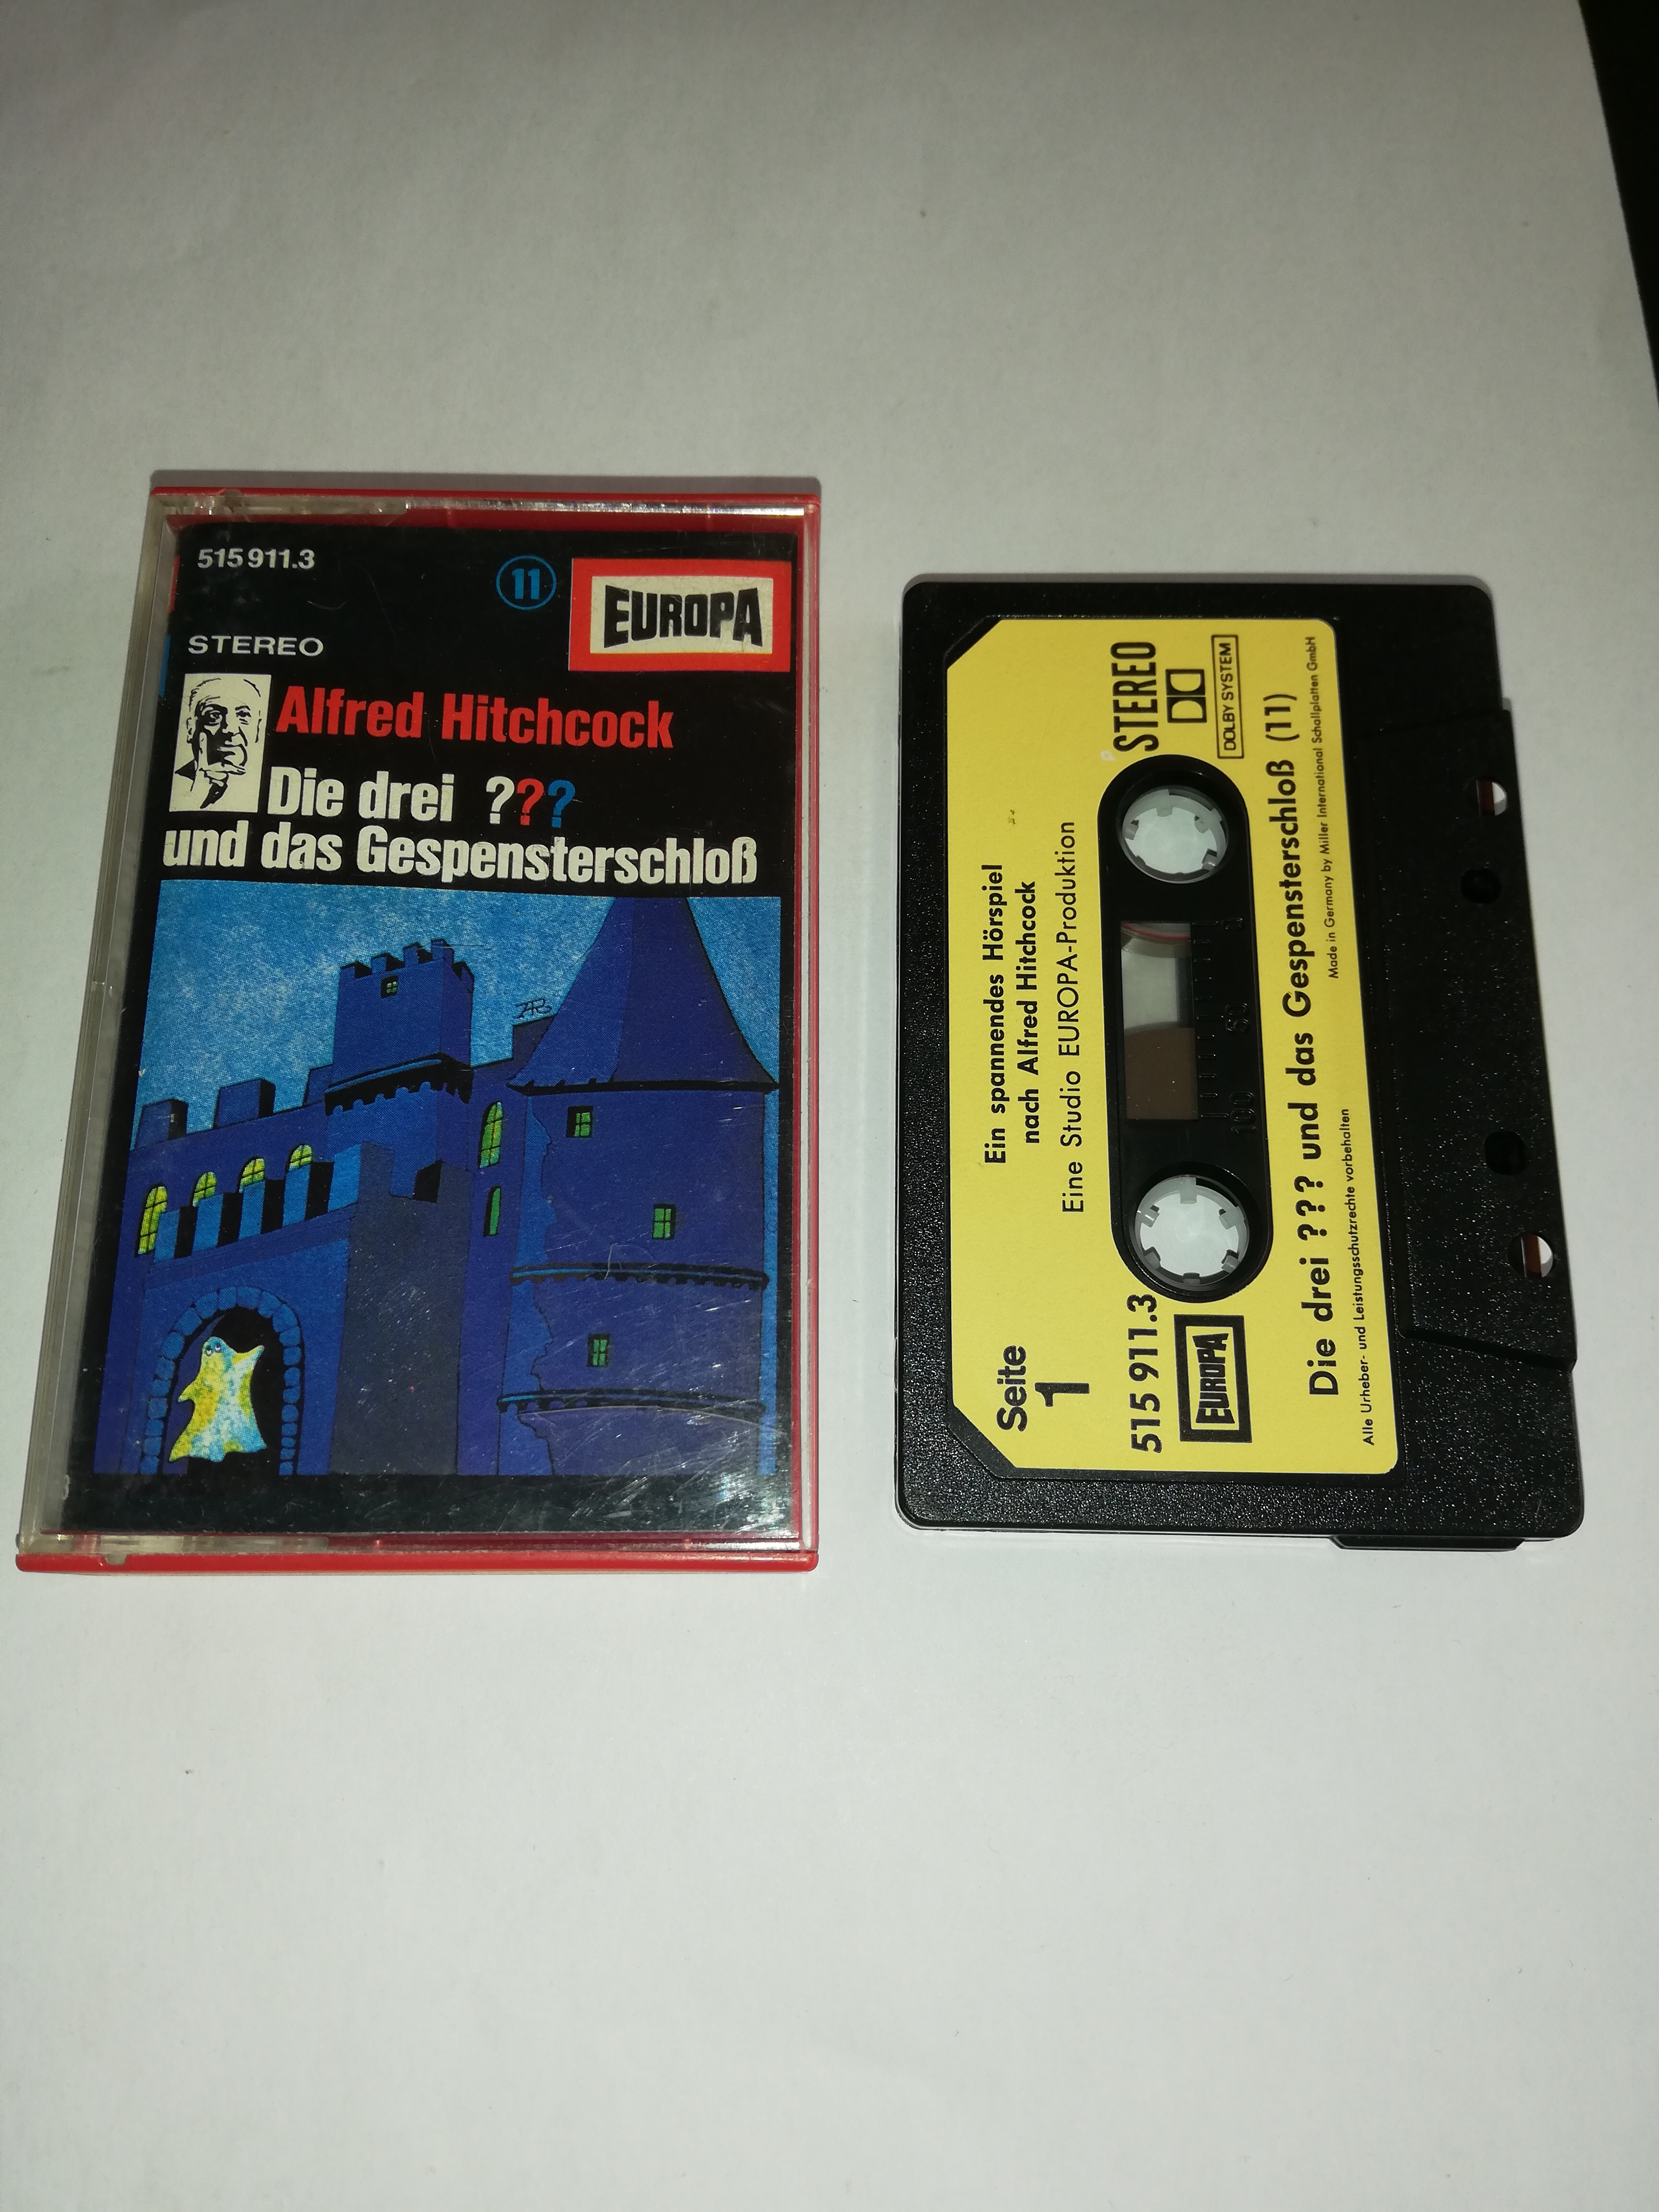 515 911.3
11
EUROPA
STEREO
Alfred Hitchcock
Die drei ???
und das Gespensterschloß
Ein spannendes Hörspiel
nach Alfred Hitchcock
Eine Studio EUROPA-Produktion
Seite
1
STEREO
DOLBY SYSTEM
515 911.3
EUROPA
100 50
Die drei ??? und das Gespensterschloß (11)
Alle Urheber- und Leistungsschutzrechte vorbehalten
Made in Germany by Miller International Schallplatten GmbH